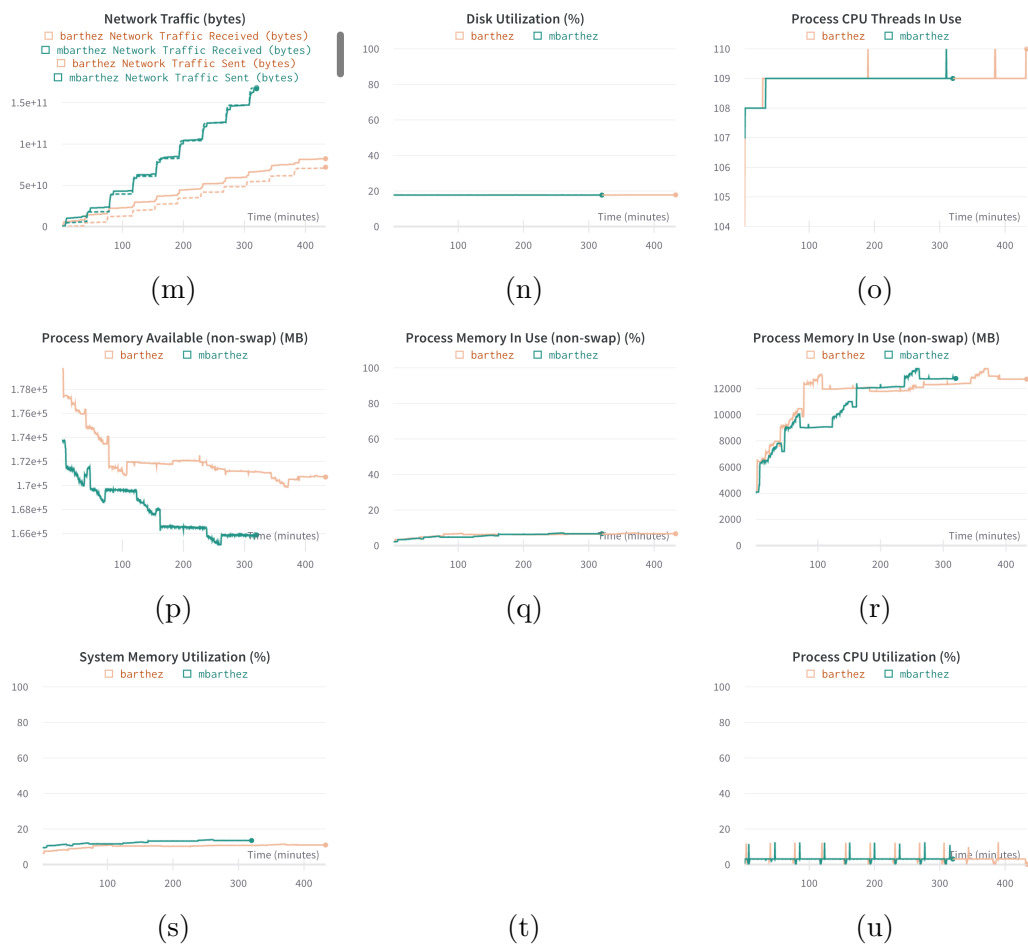 Network Traffic (bytes)
barthez Network Traffic Received (bytes)
mbarthez Network Traffic Received (bytes)
barthez Network Traffic Sent (bytes)
mbarthez Network Traffic Sent (bytes)
1.5e+11
1e+11
5e+10
0
Time (minutes)
100 200 300 400
(m)
Disk Utilization (%)
barthez mbarthez
100
80
60
40
20
0
Time (minutes)
100 200 300 400
(n)
Process CPU Threads In Use
barthez mbarthez
110
109
108
107
106
105
104
Time (minutes)
100 200 300 400
(o)
Process Memory Available (non-swap) (MB)
barthez mbarthez
1.78e+5
1.76e+5
1.74e+5
1.72e+5
1.7e+5
1.68e+5
1.66e+5
Time (minutes)
100 200 300 400
(p)
Process Memory In Use (non-swap) (%)
barthez mbarthez
100
80
60
40
20
0
Time (minutes)
100 200 300 400
(q)
Process Memory In Use (non-swap) (MB)
barthez mbarthez
12000
10000
8000
6000
4000
2000
0
Time (minutes)
100 200 300 400
(r)
System Memory Utilization (%)
barthez mbarthez
100
80
60
40
20
0
Time (minutes)
100 200 300 400
(s)
(t)
Process CPU Utilization (%)
barthez mbarthez
100
80
60
40
20
0
Time (minutes)
100 200 300 400
(u)